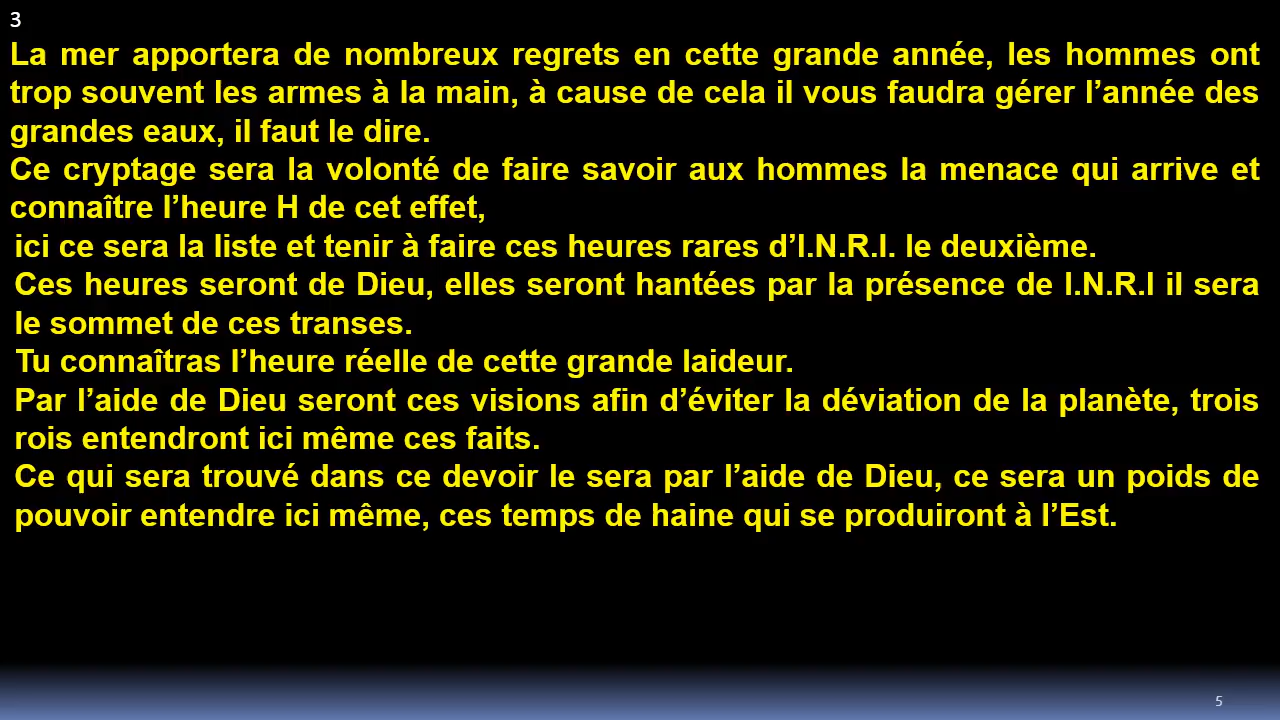 3
La mer apportera de nombreux regrets en cette grande année, les hommes ont
trop souvent les armes à la main, à cause de cela il vous faudra gérer l’année des
grandes eaux, il faut le dire.
Ce cryptage sera la volonté de faire savoir aux hommes la menace qui arrive et
connaître l’heure H de cet effet,
ici ce sera la liste et tenir à faire ces heures rares d’I.N.R.I. le deuxième.
Ces heures seront de Dieu, elles seront hantées par la présence de I.N.R.I il sera
le sommet de ces transes.
Tu connaîtras l’heure réelle de cette grande laideur.
Par l’aide de Dieu seront ces visions afin d’éviter la déviation de la planète, trois
rois entendront ici même ces faits.
Ce qui sera trouvé dans ce devoir le sera par l’aide de Dieu, ce sera un poids de
pouvoir entendre ici même, ces temps de haine qui se produiront à l’Est.
5